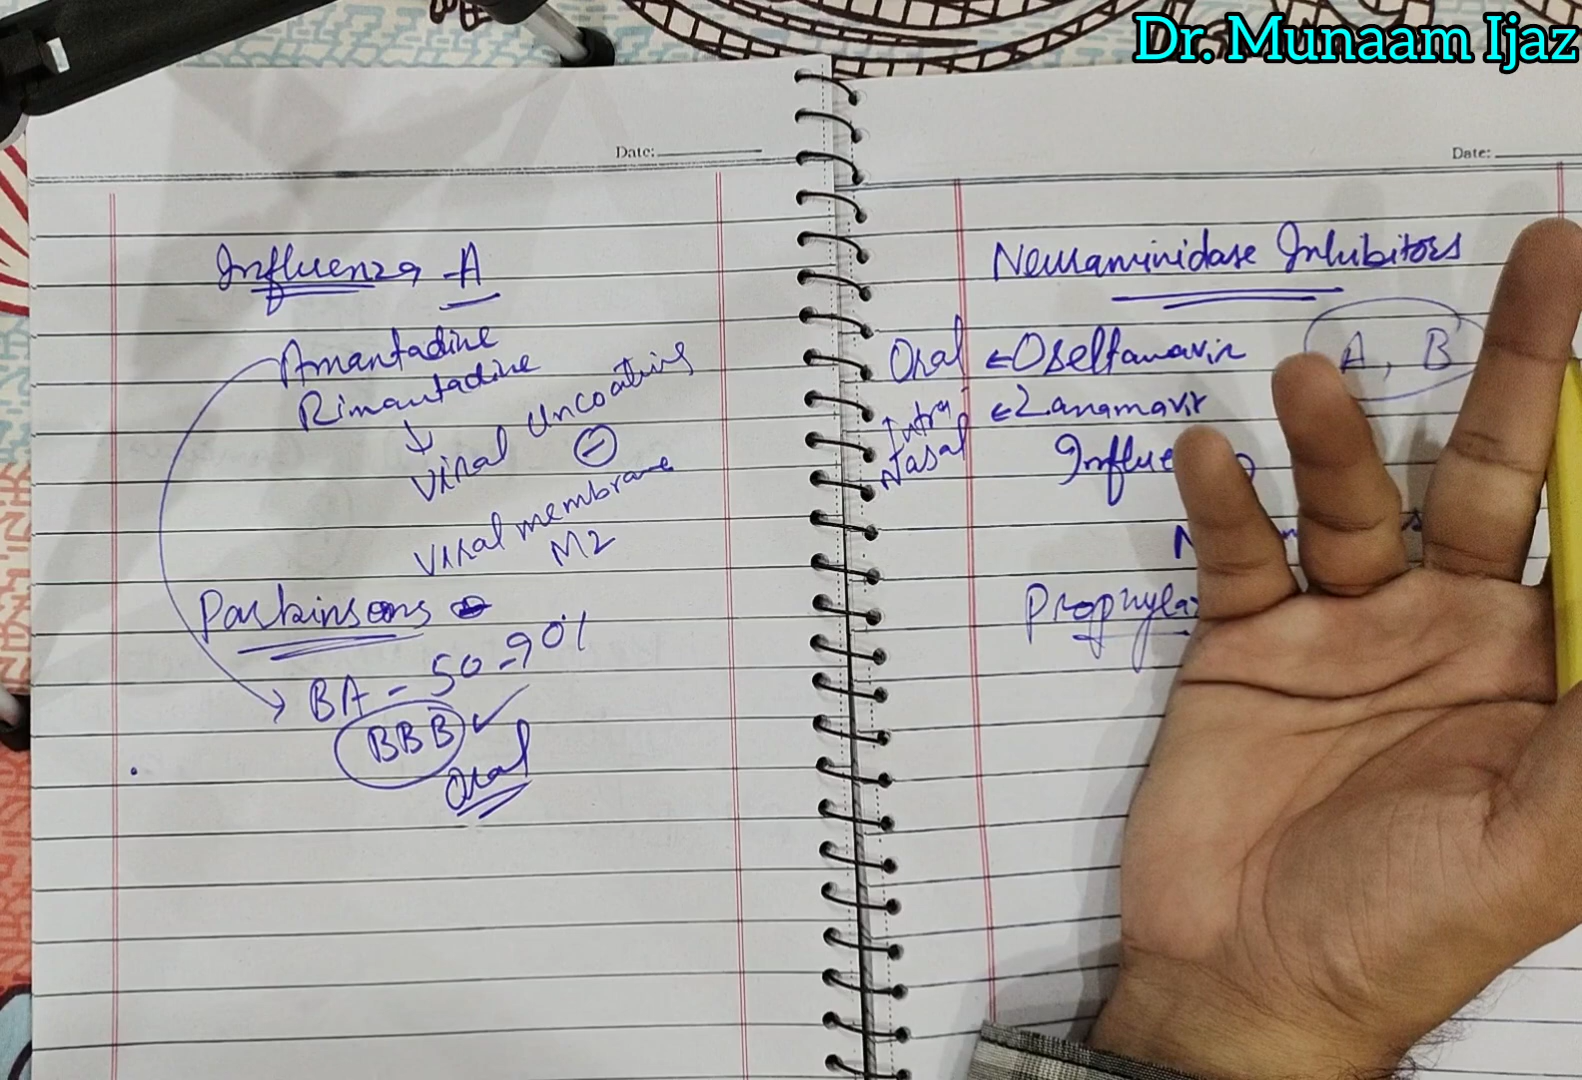 Dr. Munaam Ijaz
Date:
Influenza A
Amantadine
Rimantadine
Viral Uncoating
Viral membrane
M2
Parkinsons
BA - 50-90%
BBB ✓
Oral
Date:
Neuraminidase Inhibitors
Oral Oseltamavir A, B
Intra Nasal Zanamavir